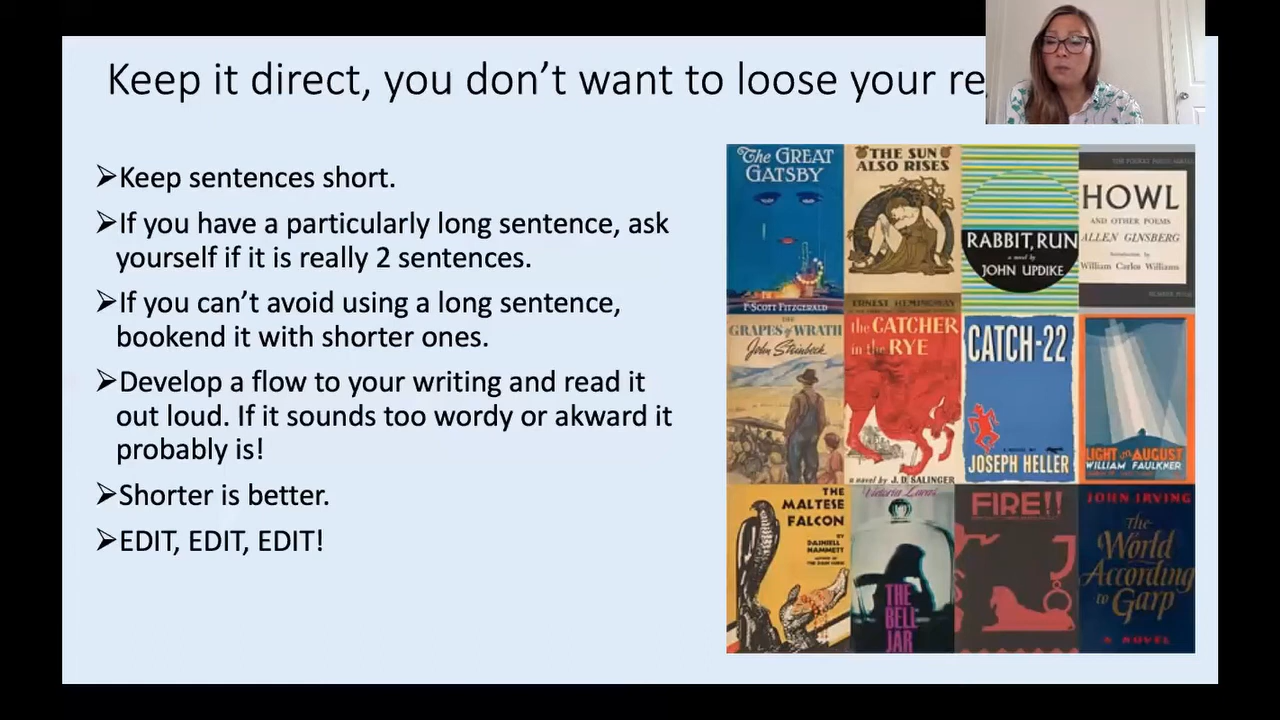 Keep it direct, you don't want to loose your re
➢Keep sentences short.
➢If you have a particularly long sentence, ask
yourself if it is really 2 sentences.
➢If you can't avoid using a long sentence,
bookend it with shorter ones.
➢Develop a flow to your writing and read it
out loud. If it sounds too wordy or akward it
probably is!
➢Shorter is better.
➢EDIT, EDIT, EDIT!
The GREAT
GATSBY
F·SCOTT FITZGERALD
THE SUN
ALSO RISES
ERNEST HEMINGWAY
RABBIT, RUN
a novel by
JOHN UPDIKE
HOWL
AND OTHER POEMS
ALLEN GINSBERG
Introduction by
William Carlos Williams
THE
GRAPES of WRATH
John Steinbeck
the CATCHER
in the RYE
a novel by J. D. SALINGER
CATCH-22
JOSEPH HELLER
LIGHT in AUGUST
WILLIAM FAULKNER
THE
MALTESE
FALCON
BY
DASHIELL
HAMMETT
Victoria Lucas
THE
BELL
JAR
FIRE!!
JOHN IRVING
The
World
According
to Garp
A NOVEL